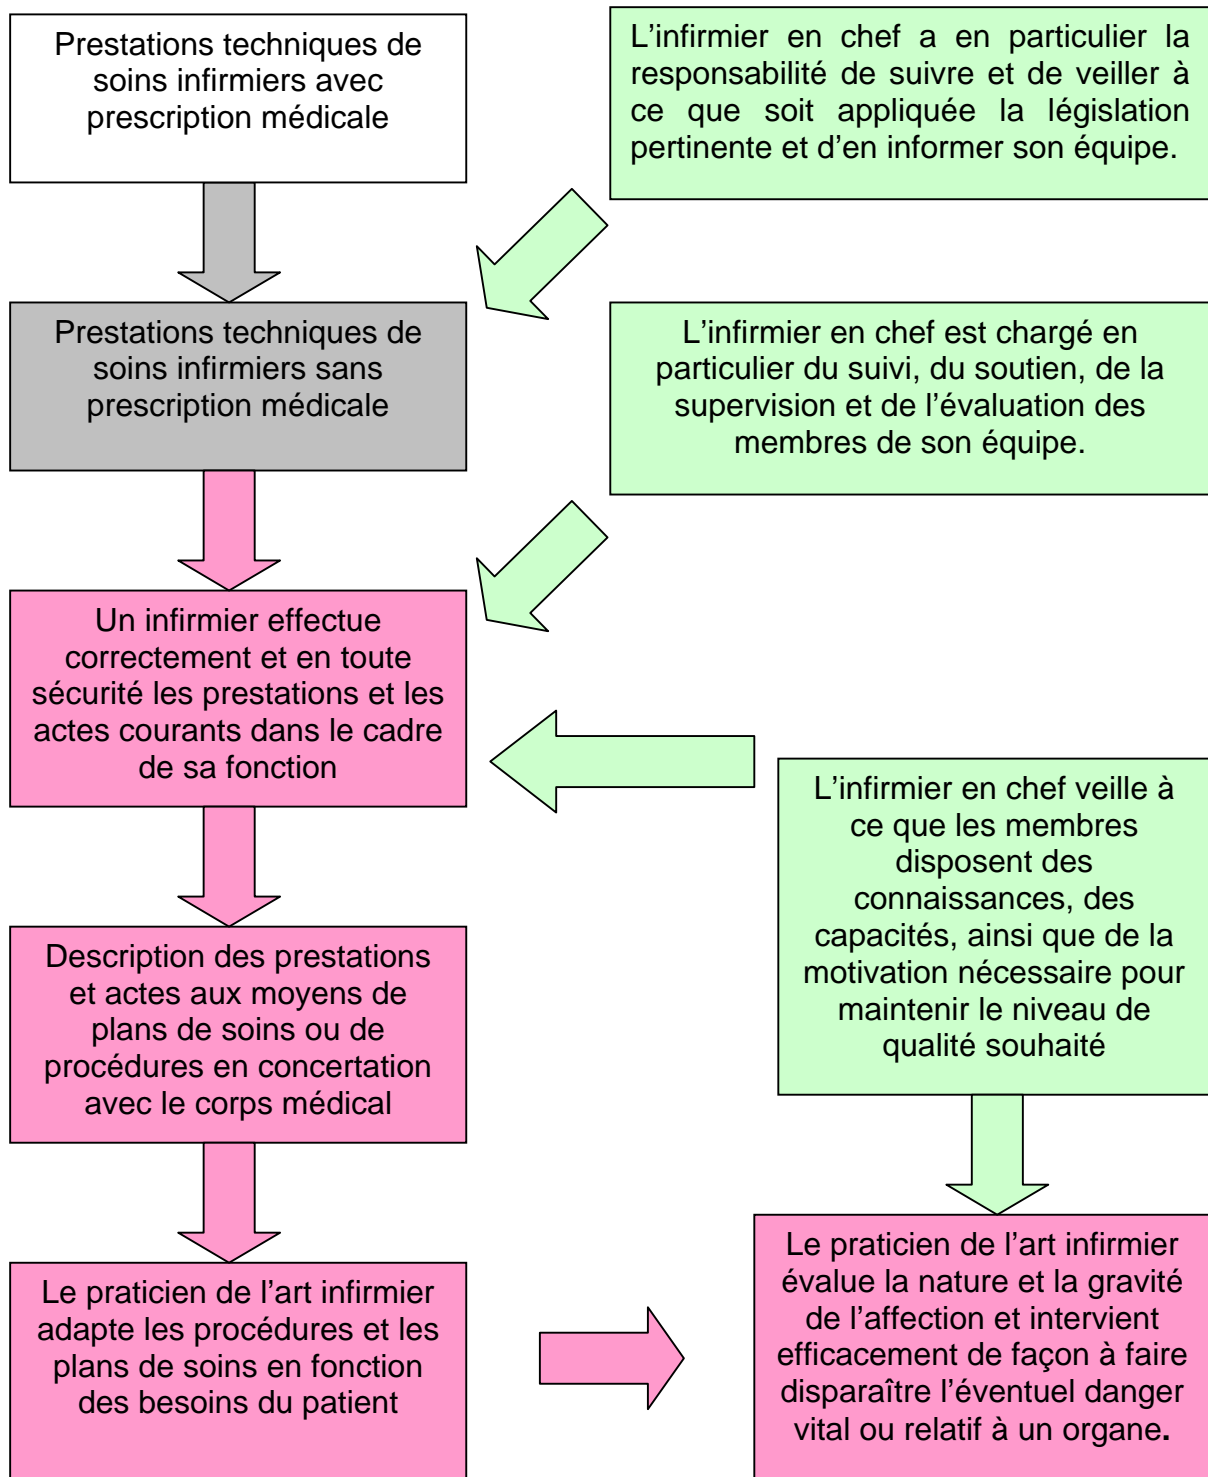 Prestations techniques de
soins infirmiers avec
prescription médicale
L'infirmier en chef a en particulier la
responsabilité de suivre et de veiller à
ce que soit appliquée la législation
pertinente et d'en informer son équipe.
Prestations techniques de
soins infirmiers sans
prescription médicale
L'infirmier en chef est chargé en
particulier du suivi, du soutien, de la
supervision et de l'évaluation des
membres de son équipe.
Un infirmier effectue
correctement et en toute
sécurité les prestations et les
actes courants dans le cadre
de sa fonction
L'infirmier en chef veille à
ce que les membres
disposent des
connaissances, des
capacités, ainsi que de la
motivation nécessaire pour
maintenir le niveau de
qualité souhaité
Description des prestations
et actes aux moyens de
plans de soins ou de
procédures en concertation
avec le corps médical
Le praticien de l'art infirmier
adapte les procédures et les
plans de soins en fonction
des besoins du patient
Le praticien de l'art infirmier
évalue la nature et la gravité
de l'affection et intervient
efficacement de façon à faire
disparaître l'éventuel danger
vital ou relatif à un organe.